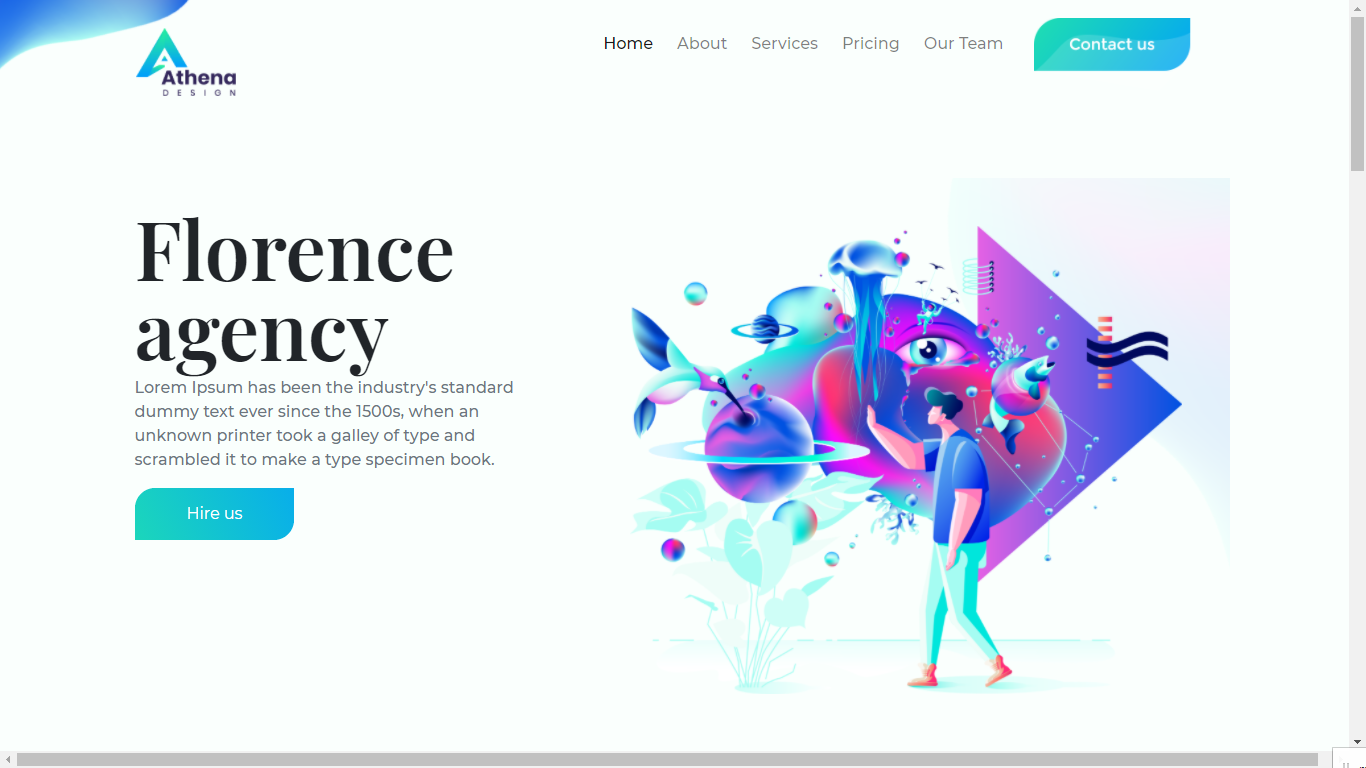 Athena
DESIGN
Home About Services Pricing Our Team Contact us
Florence
agency
Lorem Ipsum has been the industry's standard
dummy text ever since the 1500s, when an
unknown printer took a galley of type and
scrambled it to make a type specimen book.
Hire us